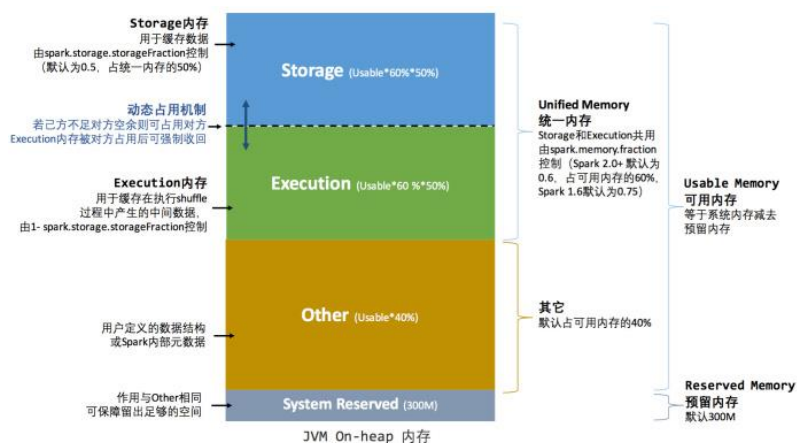 Storage内存
用于缓存数据
由spark.storage.storageFraction控制
（默认为0.5、占统一内存的50%）
动态占用机制
若己方不足对方空余则可占用对方
Execution内存被对方占用后可强制收回
Execution内存
用于缓存在执行shuffle
过程中产生的中间数据，
由1- spark.storage.storageFraction控制
用户定义的数据结构
或Spark内部元数据
作用与Other相同
可保障留出足够的空间
Storage (Usable*60%*50%)
Execution (Usable*60 %*50%)
Other (Usable*40%)
System Reserved (300M)
JVM On-heap 内存
Unified Memory
统一内存
Storage和Execution共用
由spark.memory.fraction
控制（Spark 2.0+ 默认为
0.6、占可用内存的60%、
Spark 1.6默认为0.75）
其它
默认占可用内存的40%
Usable Memory
可用内存
等于系统内存减去
预留内存
Reserved Memory
预留内存
默认300M